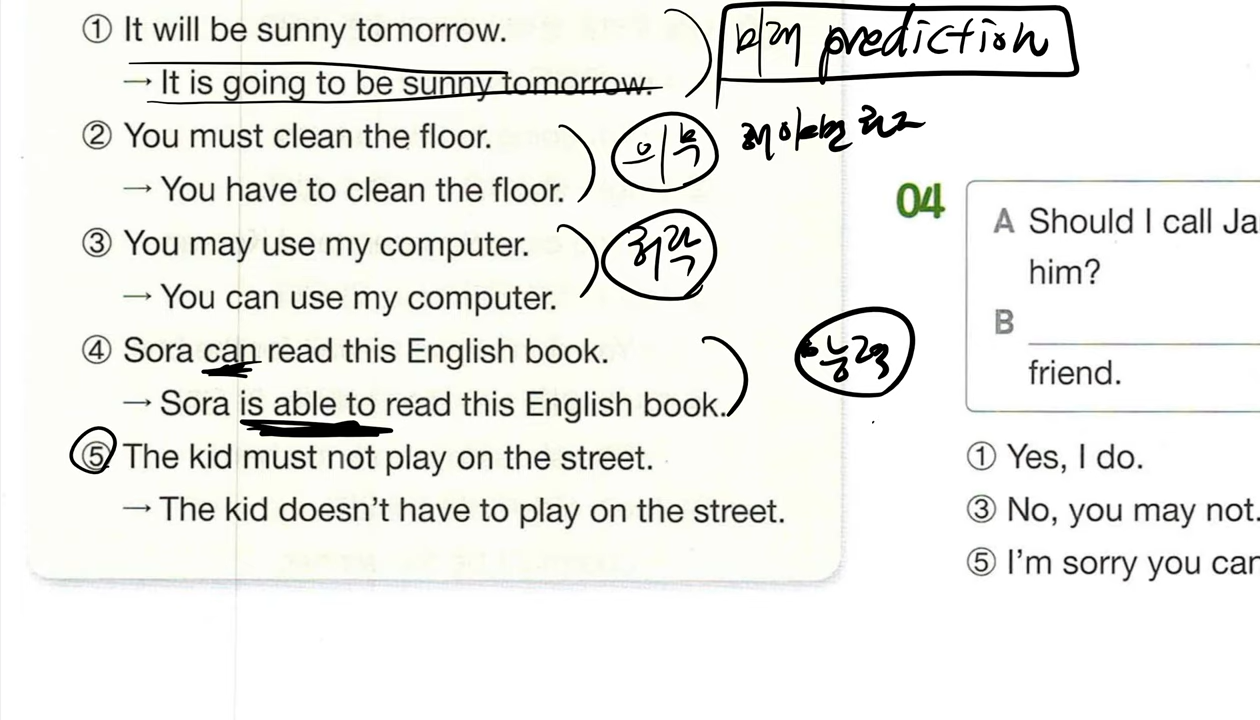 ① It will be sunny tomorrow.
→ It is going to be sunny tomorrow.
미래 prediction
② You must clean the floor.
→ You have to clean the floor.
의무
③ You may use my computer.
→ You can use my computer.
허락
④ Sora can read this English book.
→ Sora is able to read this English book.
능력
⑤ The kid must not play on the street.
→ The kid doesn't have to play on the street.
04
A Should I call Ja
him?
B
friend.
① Yes, I do.
③ No, you may not.
⑤ I'm sorry you can